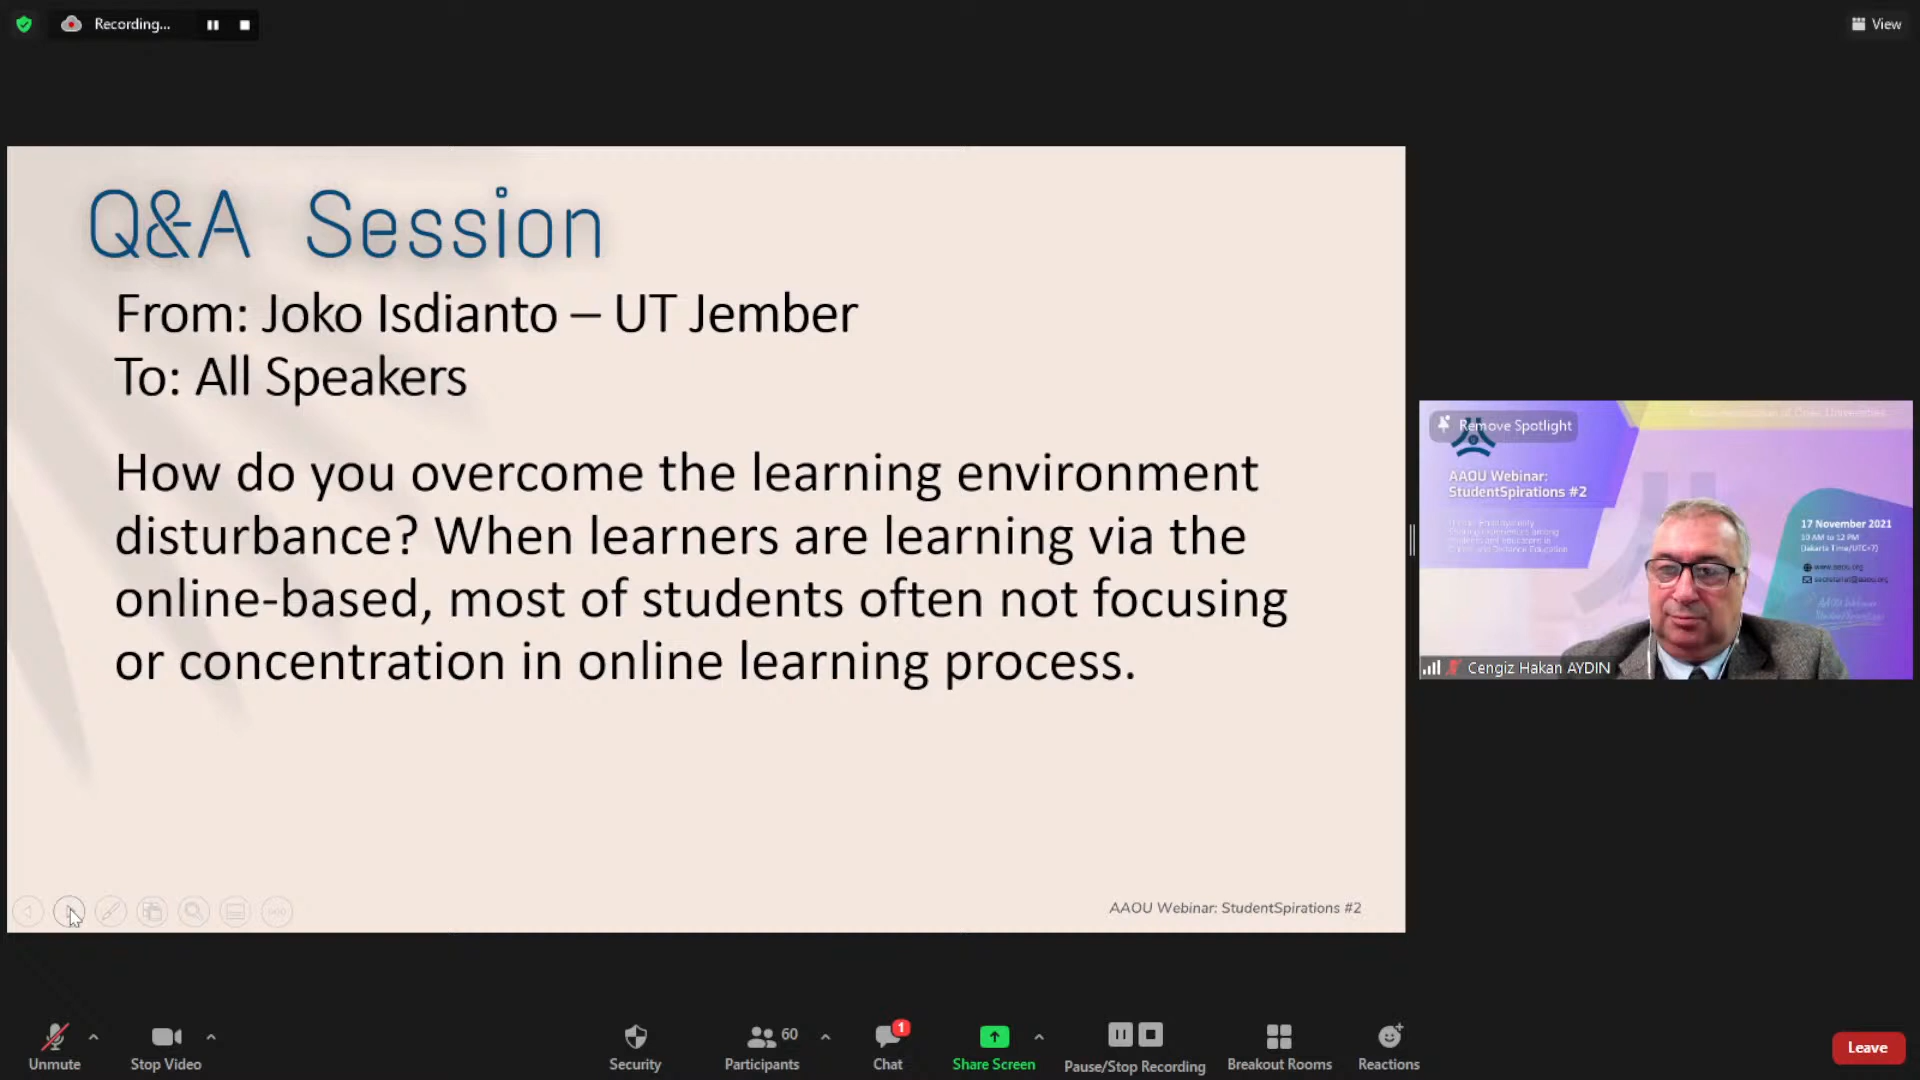 Recording...
View
Q&A Session
From: Joko Isdianto – UT Jember
To: All Speakers
How do you overcome the learning environment
disturbance? When learners are learning via the
online-based, most of students often not focusing
or concentration in online learning process.
AAOU Webinar: StudentSpirations #2
Remove Spotlight
AAOU Webinar:
StudentSpirations #2
17 November 2021
10 AM to 12 PM
(Jakarta Time/UTC+7)
www.aaou.org
secretariat@aaou.org
Cengiz Hakan AYDIN
Unmute
Stop Video
Security
60
Participants
1
Chat
Share Screen
Pause/Stop Recording
Breakout Rooms
Reactions
Leave